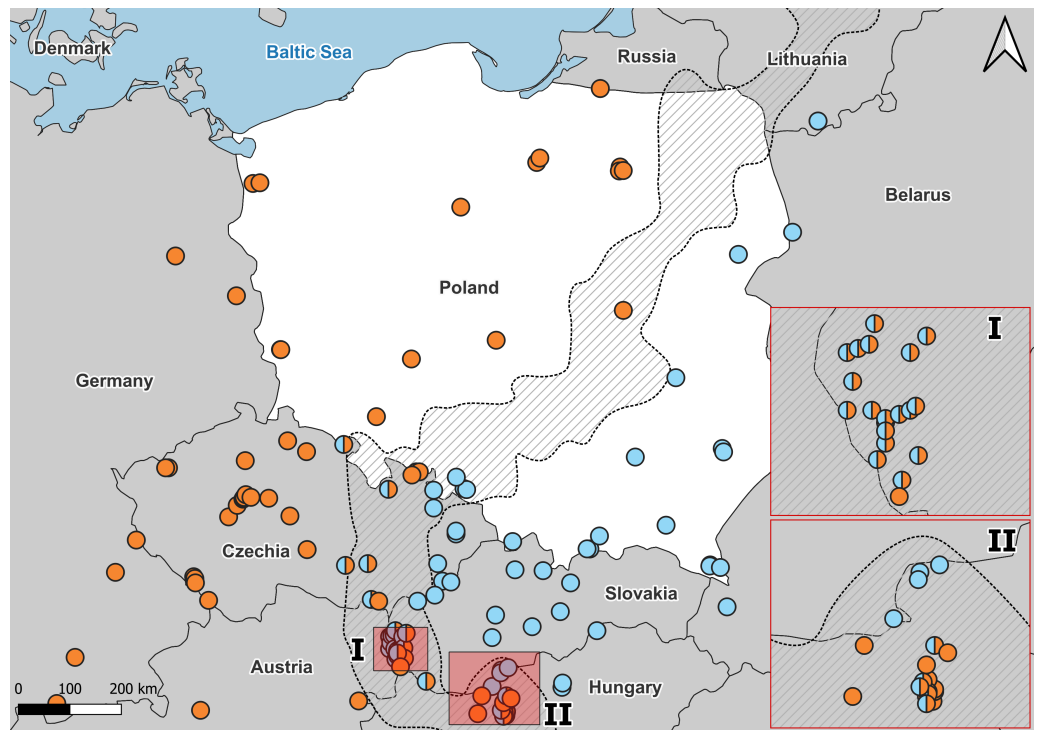 Denmark
Baltic Sea
Russia
Lithuania
Belarus
Poland
I
Germany
II
Czechia
Slovakia
I
Austria
0 100 200 km
Hungary
II